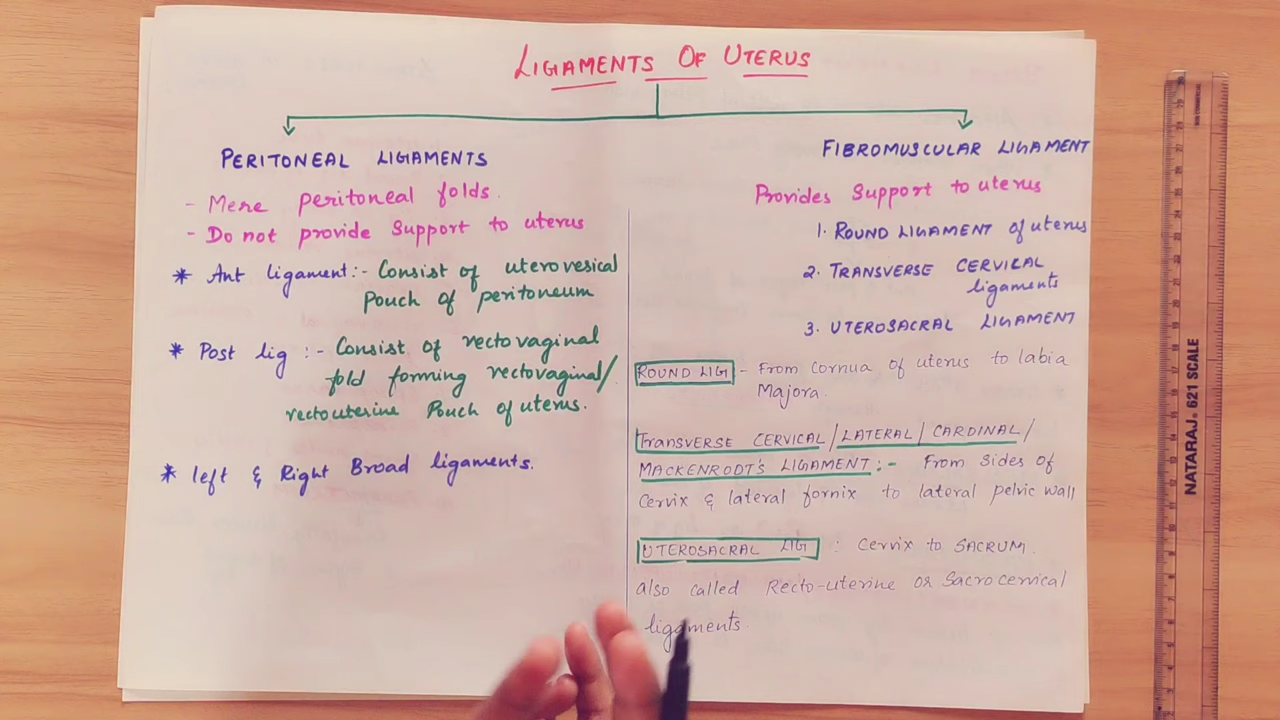 LIGAMENTS OF UTERUS
PERITONEAL LIGAMENTS
- Mere peritoneal folds.
- Do not provide Support to uterus
* Ant ligament:- Consist of uterovesical
Pouch of peritoneum
* Post lig :- Consist of rectovaginal
fold forming rectovaginal/
rectouterine Pouch of uterus.
* left & Right Broad ligaments.
FIBROMUSCULAR LIGAMENT
Provides Support to uterus
1. ROUND LIGAMENT of uterus
2. TRANSVERSE CERVICAL
ligaments
3. UTEROSACRAL LIGAMENT
ROUND LIG - From Cornua of uterus to labia
Majora.
TRANSVERSE CERVICAL / LATERAL / CARDINAL /
MACKENRODT'S LIGAMENT :- From sides of
Cervix & lateral fornix to lateral pelvic wall
UTEROSACRAL LIG : Cervix to SACRUM.
also called Recto-uterine or Sacrocervical
ligaments.
NATARAJ 621 SCALE